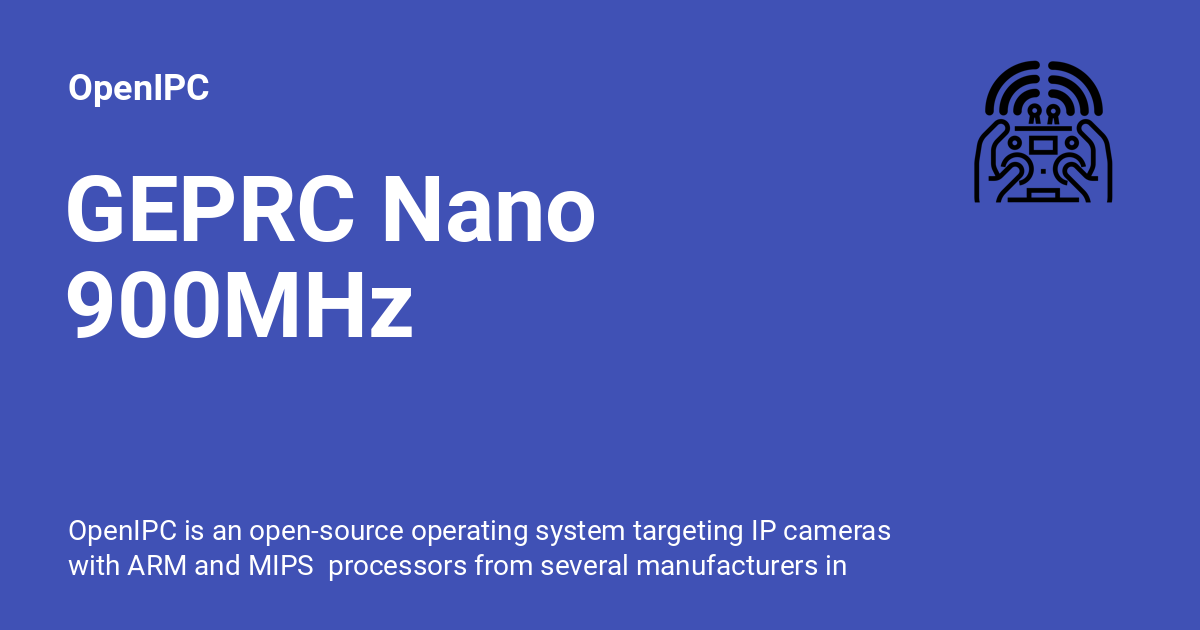 OpenIPC
GEPRC Nano
900MHz
OpenIPC is an open-source operating system targeting IP cameras
with ARM and MIPS  processors from several manufacturers in